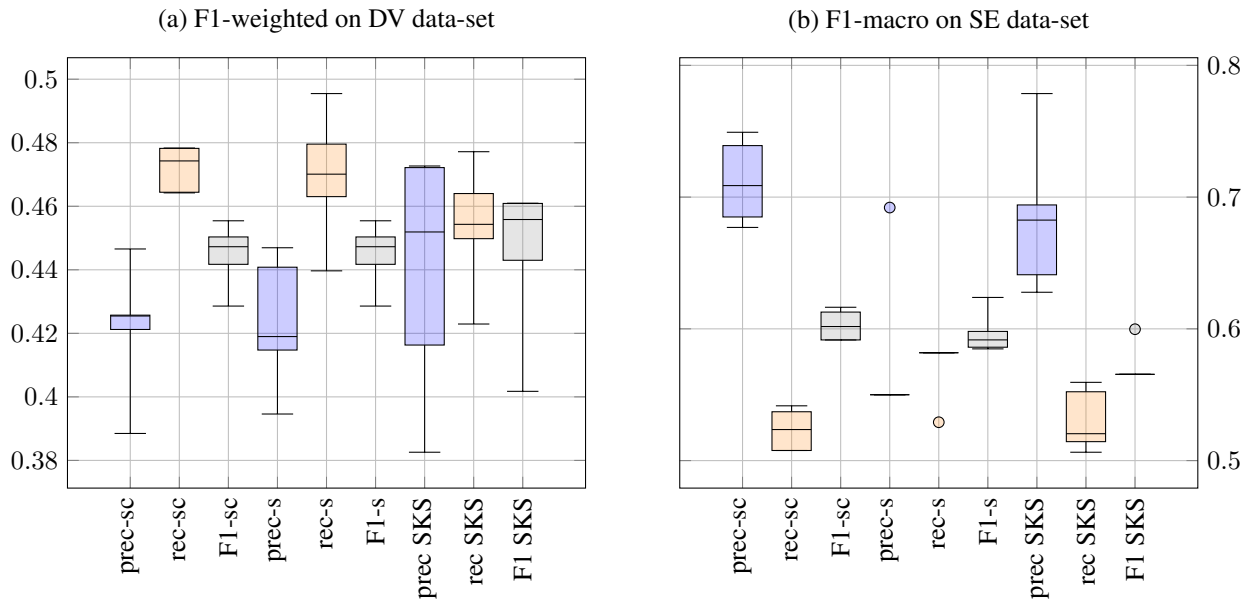 (a) F1-weighted on DV data-set
0.5
0.48
0.46
0.44
0.42
0.4
0.38
prec-sc
rec-sc
F1-sc
prec-s
rec-s
F1-s
prec SKS
rec SKS
F1 SKS
(b) F1-macro on SE data-set
0.8
0.7
0.6
0.5
prec-sc
rec-sc
F1-sc
prec-s
rec-s
F1-s
prec SKS
rec SKS
F1 SKS